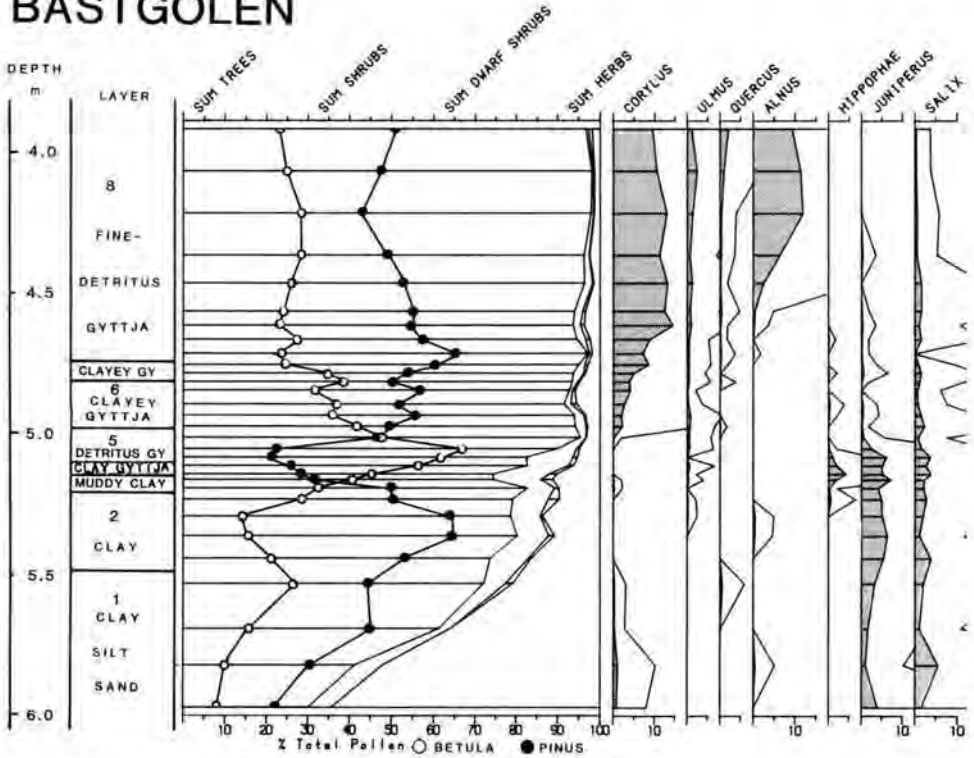 BASTGOLEN
DEPTH
m
LAYER
SUM TREES
SUM SHRUBS
SUM DWARF SHRUBS
SUM HERBS
CORYLUS
ULMUS
QUERCUS
ALNUS
HIPPOPHAE
JUNIPERUS
SALIX
4.0
4.5
5.0
5.5
6.0
8
FINE-
DETRITUS
GYTTJA
CLAYEY GY
6
CLAYEY
GYTTJA
5
DETRITUS GY
CLAY GYTTJA
MUDDY CLAY
2
CLAY
1
CLAY
SILT
SAND
10 20 30 40 50 60 70 80 90 100
10
10
10
10
% Total Pollen BETULA PINUS